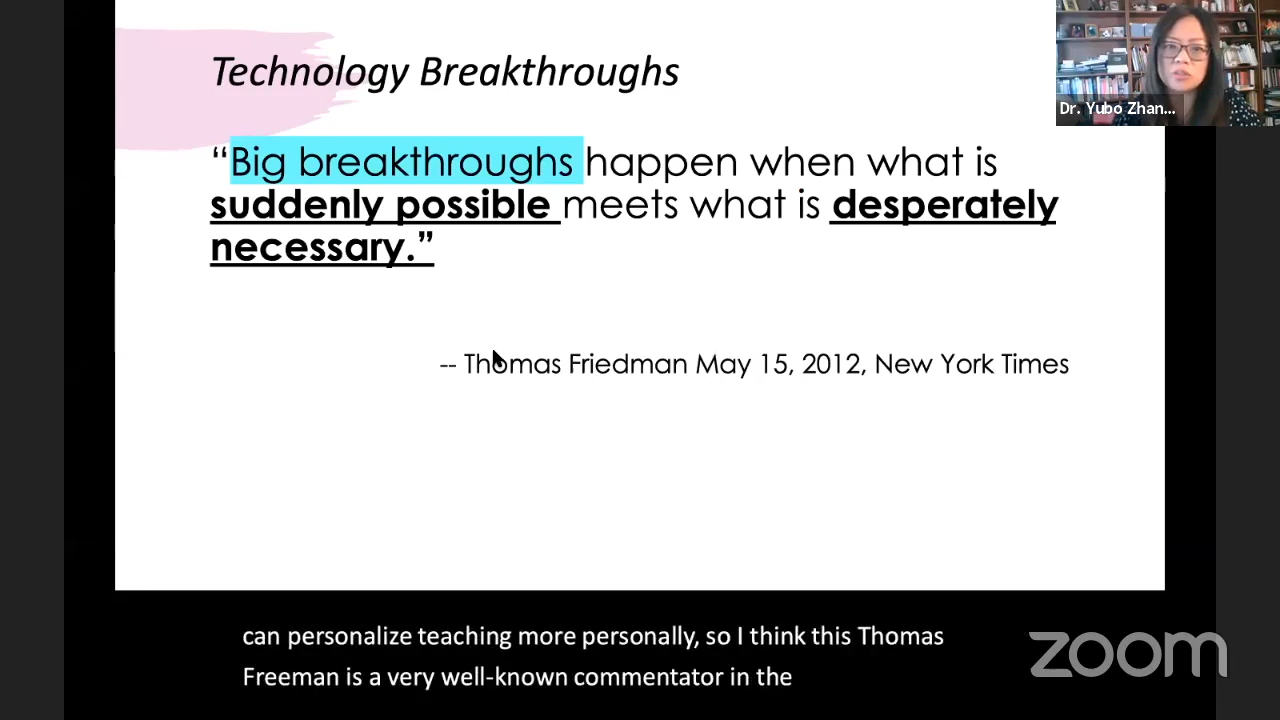 Technology Breakthroughs
Dr. Yubo Zhan...
“Big breakthroughs happen when what is
suddenly possible meets what is desperately
necessary.”
-- Thomas Friedman May 15, 2012, New York Times
can personalize teaching more personally, so I think this Thomas
Freeman is a very well-known commentator in the
zoom